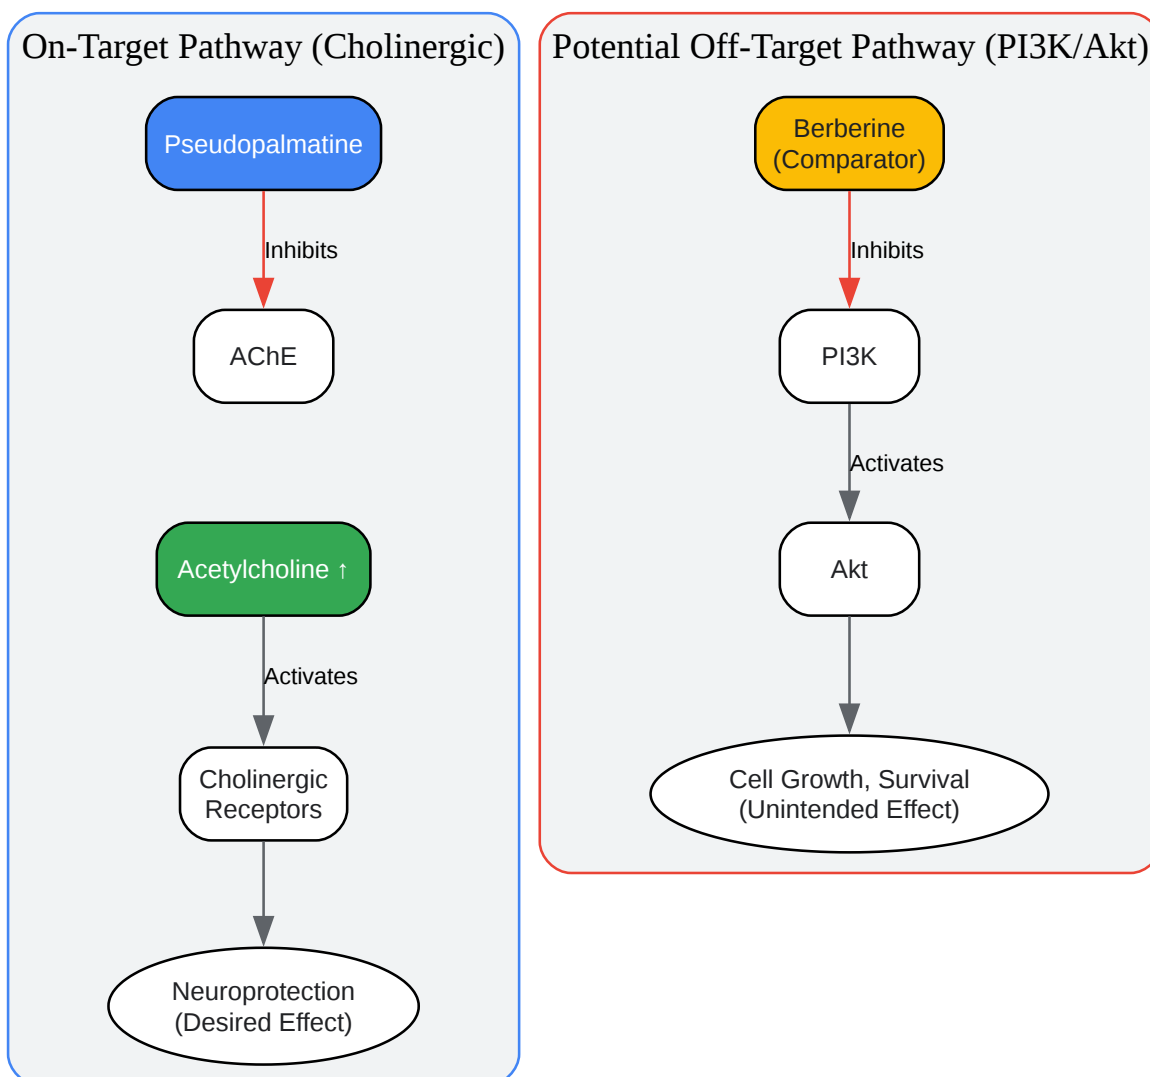 On-Target Pathway (Cholinergic)
Pseudopalmatine
Inhibits
AChE
Acetylcholine ↑
Activates
Cholinergic
Receptors
Neuroprotection
(Desired Effect)
Potential Off-Target Pathway (PI3K/Akt)
Berberine
(Comparator)
Inhibits
PI3K
Activates
Akt
Cell Growth, Survival
(Unintended Effect)